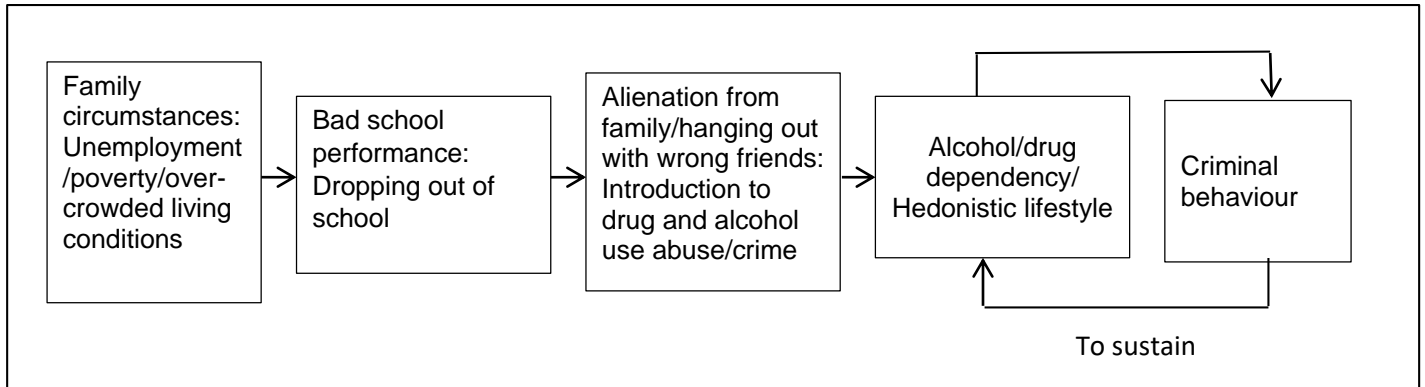 Family
circumstances:
Unemployment
/poverty/over-
crowded living
conditions
Bad school
performance:
Dropping out of
school
Alienation from
family/hanging out
with wrong friends:
Introduction to
drug and alcohol
use abuse/crime
Alcohol/drug
dependency/
Hedonistic lifestyle
Criminal
behaviour
To sustain